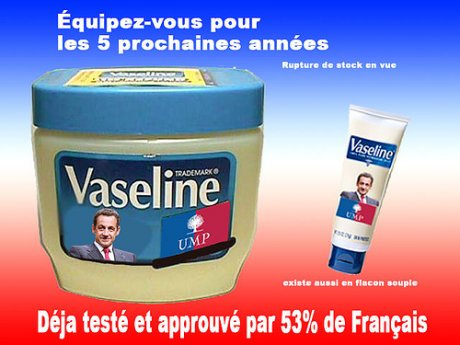 Équipez-vous pour
les 5 prochaines années
Rupture de stock en vue
TRADEMARK®
Vaseline
UMP
Vaseline
UMP
existe aussi en flacon souple
Déja testé et approuvé par 53% de Français